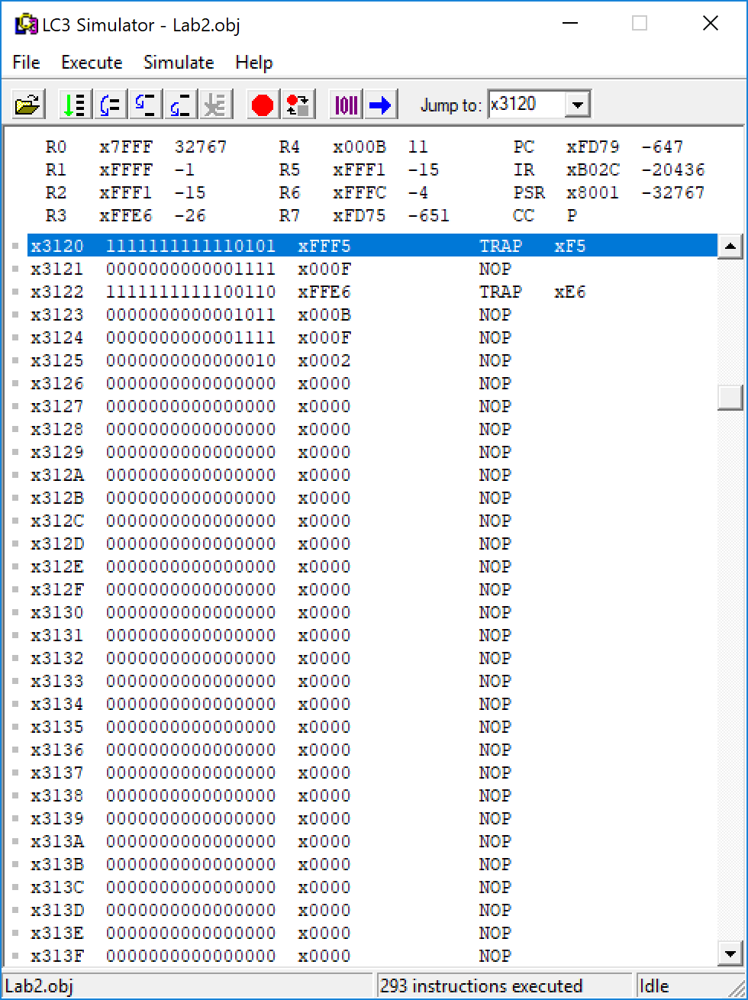 LC3 Simulator - Lab2.obj
File Execute Simulate Help
Jump to: x3120
R0 x7FFF 32767 R4 x000B 11 PC xFD79 -647
R1 xFFFF -1 R5 xFFF1 -15 IR xB02C -20436
R2 xFFF1 -15 R6 xFFFC -4 PSR x8001 -32767
R3 xFFE6 -26 R7 xFD75 -651 CC P
x3120 1111111111110101 xFFF5 TRAP xF5
x3121 0000000000001111 x000F NOP
x3122 1111111111100110 xFFE6 TRAP xE6
x3123 0000000000001011 x000B NOP
x3124 0000000000001111 x000F NOP
x3125 0000000000000010 x0002 NOP
x3126 0000000000000000 x0000 NOP
x3127 0000000000000000 x0000 NOP
x3128 0000000000000000 x0000 NOP
x3129 0000000000000000 x0000 NOP
x312A 0000000000000000 x0000 NOP
x312B 0000000000000000 x0000 NOP
x312C 0000000000000000 x0000 NOP
x312D 0000000000000000 x0000 NOP
x312E 0000000000000000 x0000 NOP
x312F 0000000000000000 x0000 NOP
x3130 0000000000000000 x0000 NOP
x3131 0000000000000000 x0000 NOP
x3132 0000000000000000 x0000 NOP
x3133 0000000000000000 x0000 NOP
x3134 0000000000000000 x0000 NOP
x3135 0000000000000000 x0000 NOP
x3136 0000000000000000 x0000 NOP
x3137 0000000000000000 x0000 NOP
x3138 0000000000000000 x0000 NOP
x3139 0000000000000000 x0000 NOP
x313A 0000000000000000 x0000 NOP
x313B 0000000000000000 x0000 NOP
x313C 0000000000000000 x0000 NOP
x313D 0000000000000000 x0000 NOP
x313E 0000000000000000 x0000 NOP
x313F 0000000000000000 x0000 NOP
Lab2.obj 293 instructions executed Idle